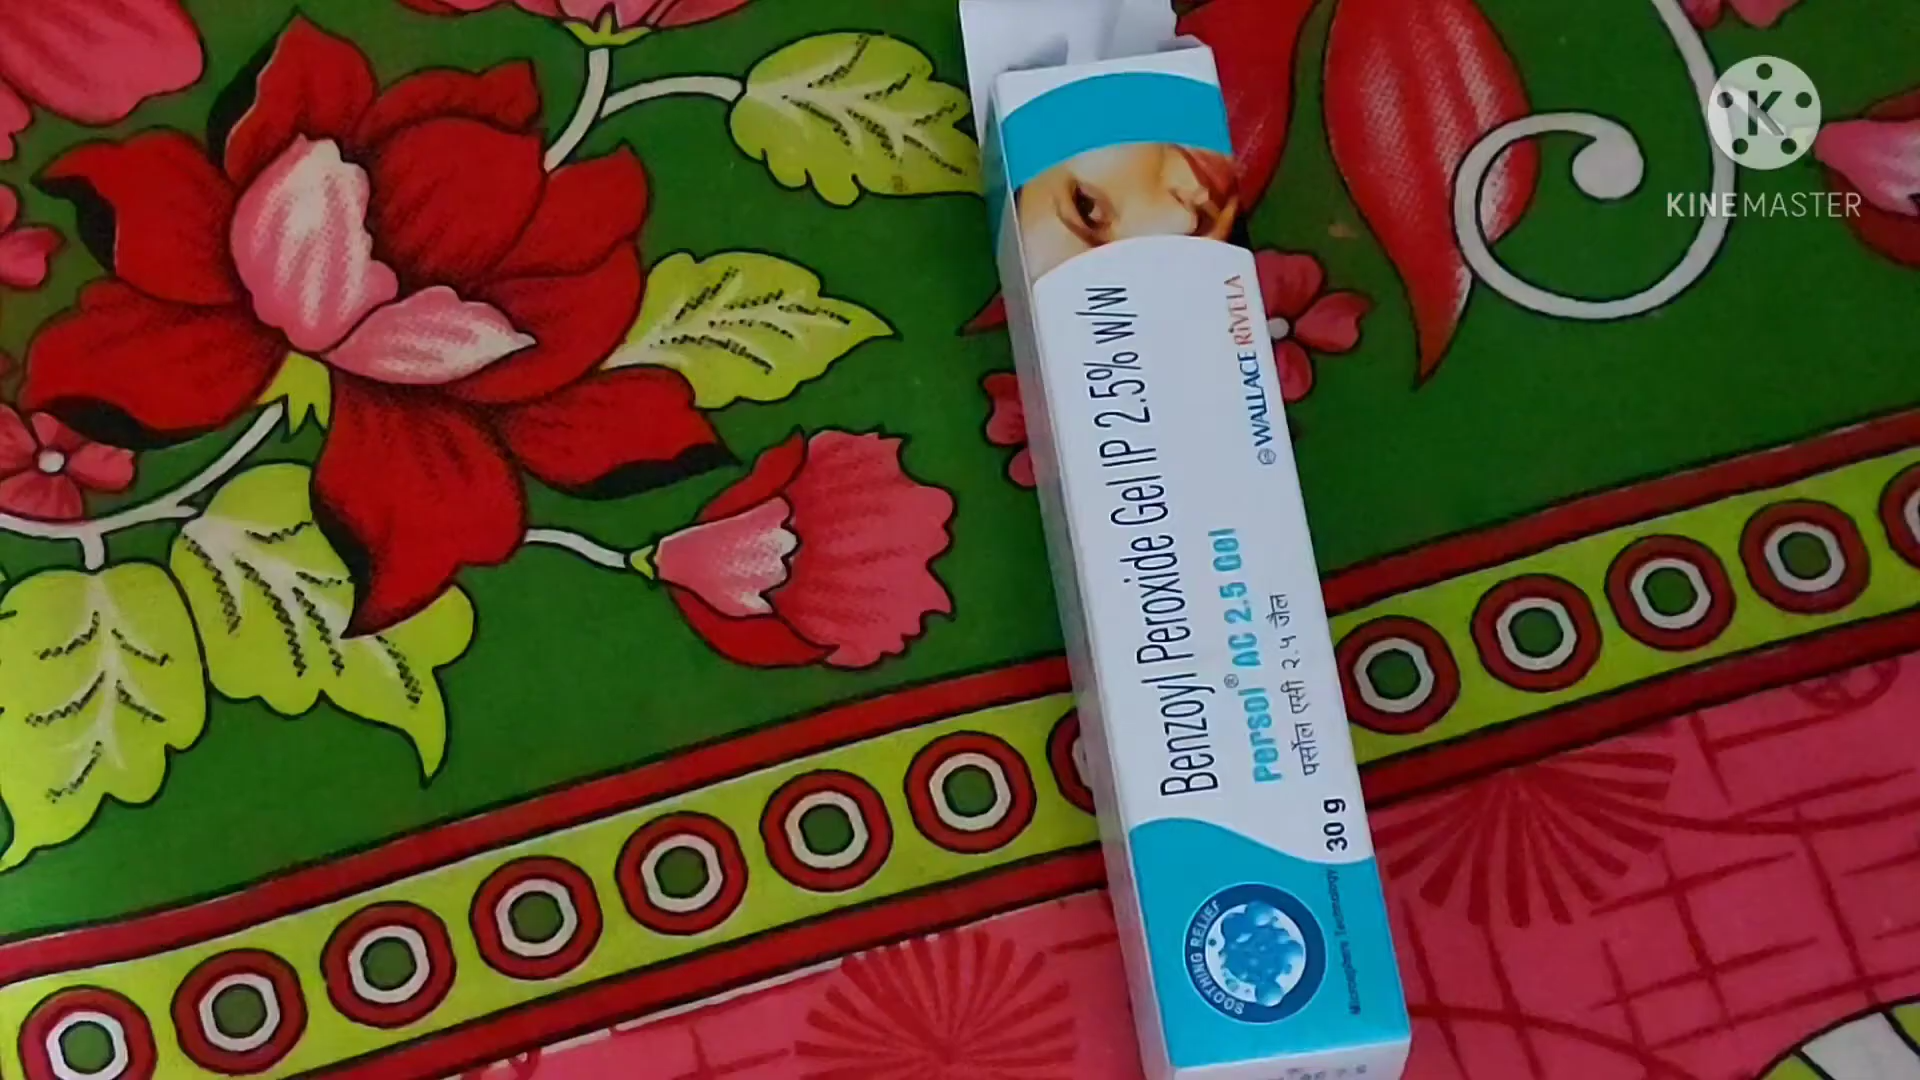 Benzoyl Peroxide Gel IP 2.5% w/w
Persol® AC 2.5 Gel
पर्सोल एसी २.५ जैल
30 g
WALLACE RIVELA
SOOTHING RELIEF
Microsphere Technology
K
KINEMASTER